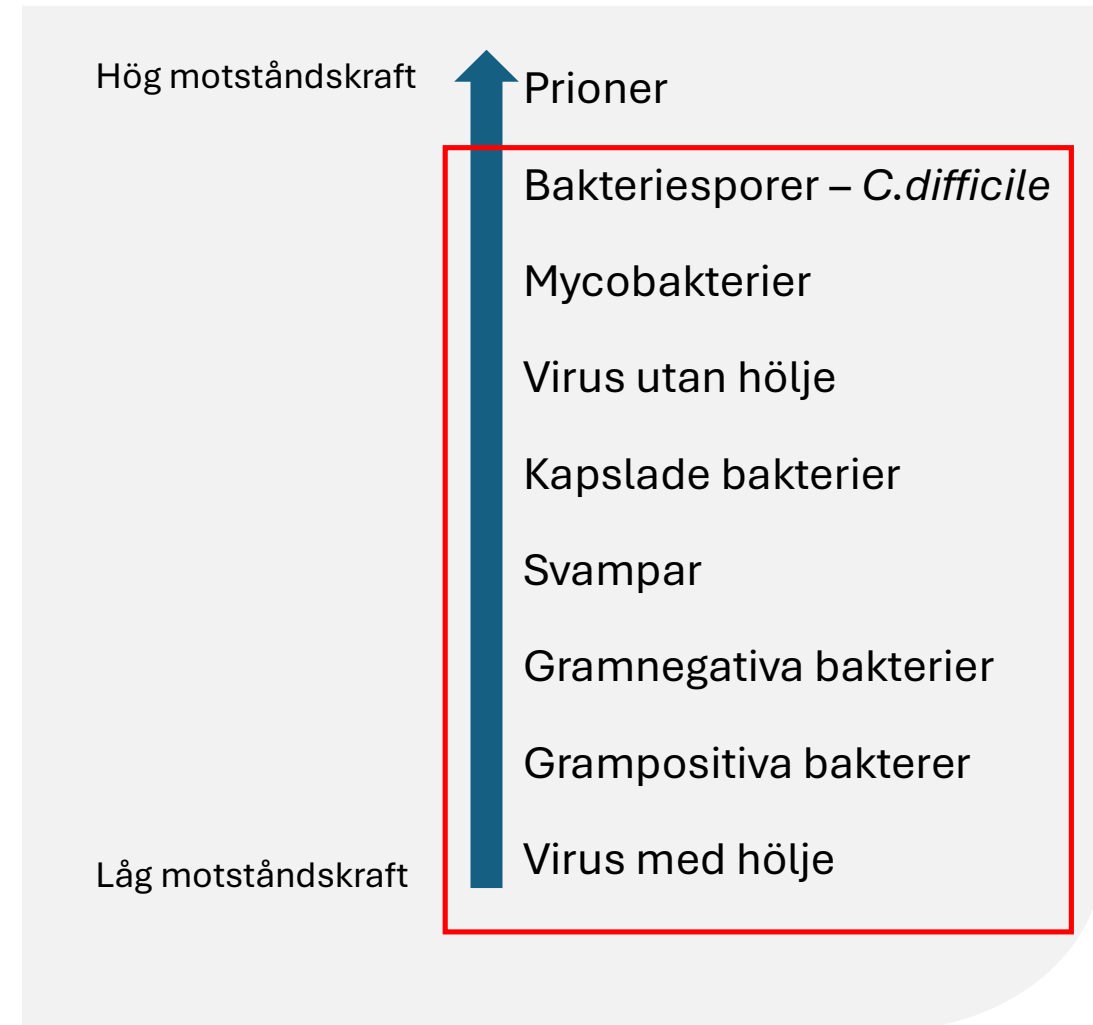 Hög motståndskraft
Prioner
Bakteriesporer – C.difficile
Mycobakterier
Virus utan hölje
Kapslade bakterier
Svampar
Gramnegativa bakterier
Grampositiva bakterer
Virus med hölje
Låg motståndskraft